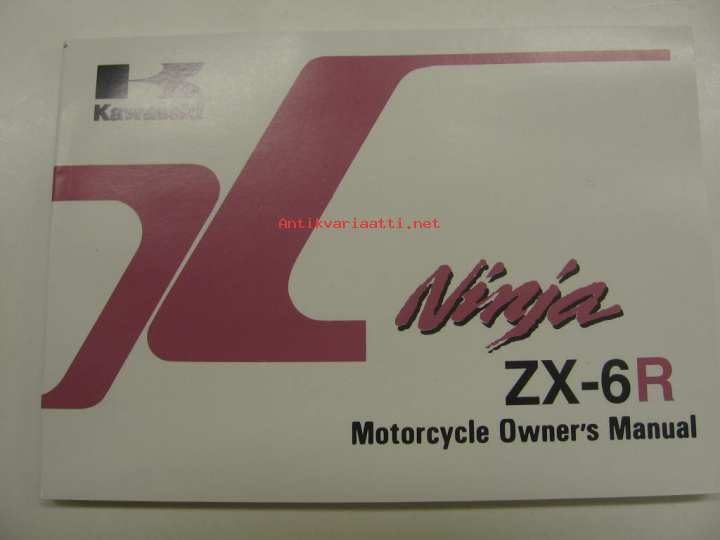 Kawasaki
Antikvariaatti.net
Ninja
ZX-6R
Motorcycle Owner's Manual